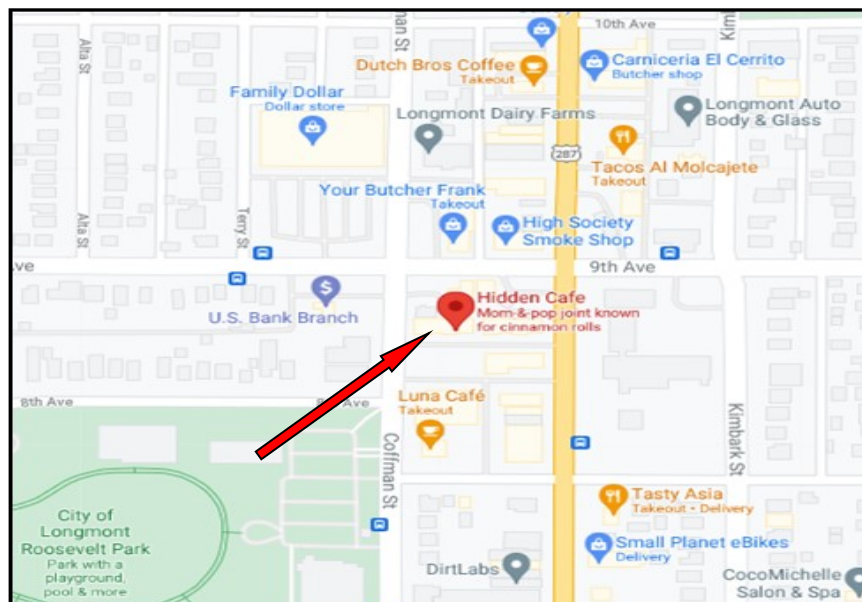 10th Ave
Alta St
fman St
Kiml
Dutch Bros Coffee
Takeout
Carniceria El Cerrito
Butcher shop
Family Dollar
Dollar store
Longmont Dairy Farms
Longmont Auto
Body & Glass
287
Tacos Al Molcajete
Takeout
Your Butcher Frank
Takeout
Alta St
Terry St
High Society
Smoke Shop
ve
9th Ave
$
U.S. Bank Branch
Hidden Cafe
Mom-&-pop joint known
for cinnamon rolls
8th Ave
Luna Café
Takeout
Kimbark St
Coffman St
Tasty Asia
Takeout • Delivery
City of
Longmont
Roosevelt Park
Park with a
playground,
pool & more
Small Planet eBikes
Delivery
DirtLabs
CocoMichelle
Salon & Spa